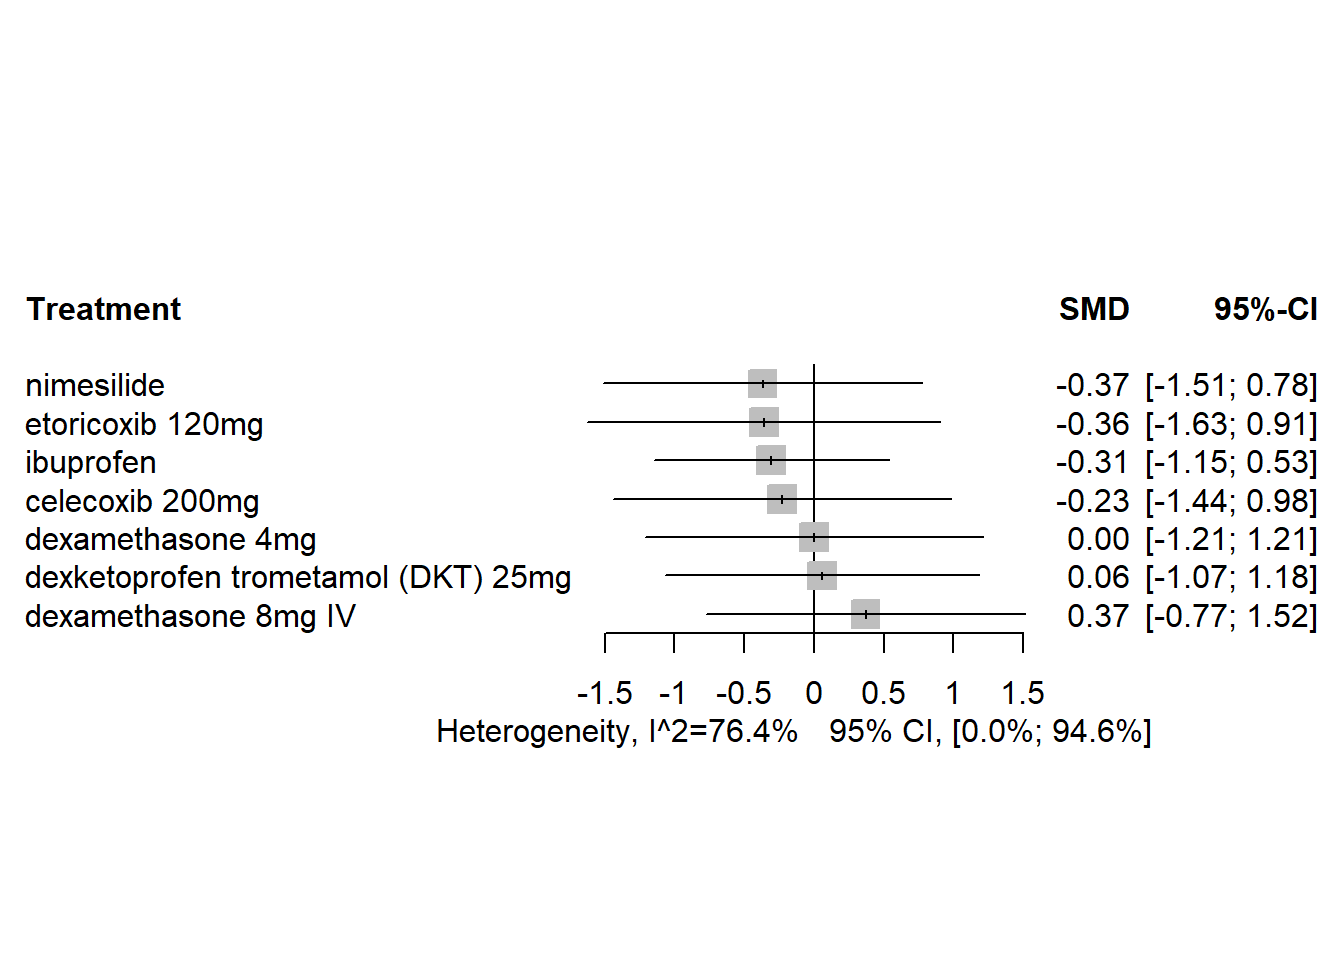 Treatment SMD 95%-CI
nimesilide -0.37 [-1.51; 0.78]
etoricoxib 120mg -0.36 [-1.63; 0.91]
ibuprofen -0.31 [-1.15; 0.53]
celecoxib 200mg -0.23 [-1.44; 0.98]
dexamethasone 4mg 0.00 [-1.21; 1.21]
dexketoprofen trometamol (DKT) 25mg 0.06 [-1.07; 1.18]
dexamethasone 8mg IV 0.37 [-0.77; 1.52]
-1.5 -1 -0.5 0 0.5 1 1.5
Heterogeneity, I^2=76.4% 95% CI, [0.0%; 94.6%]